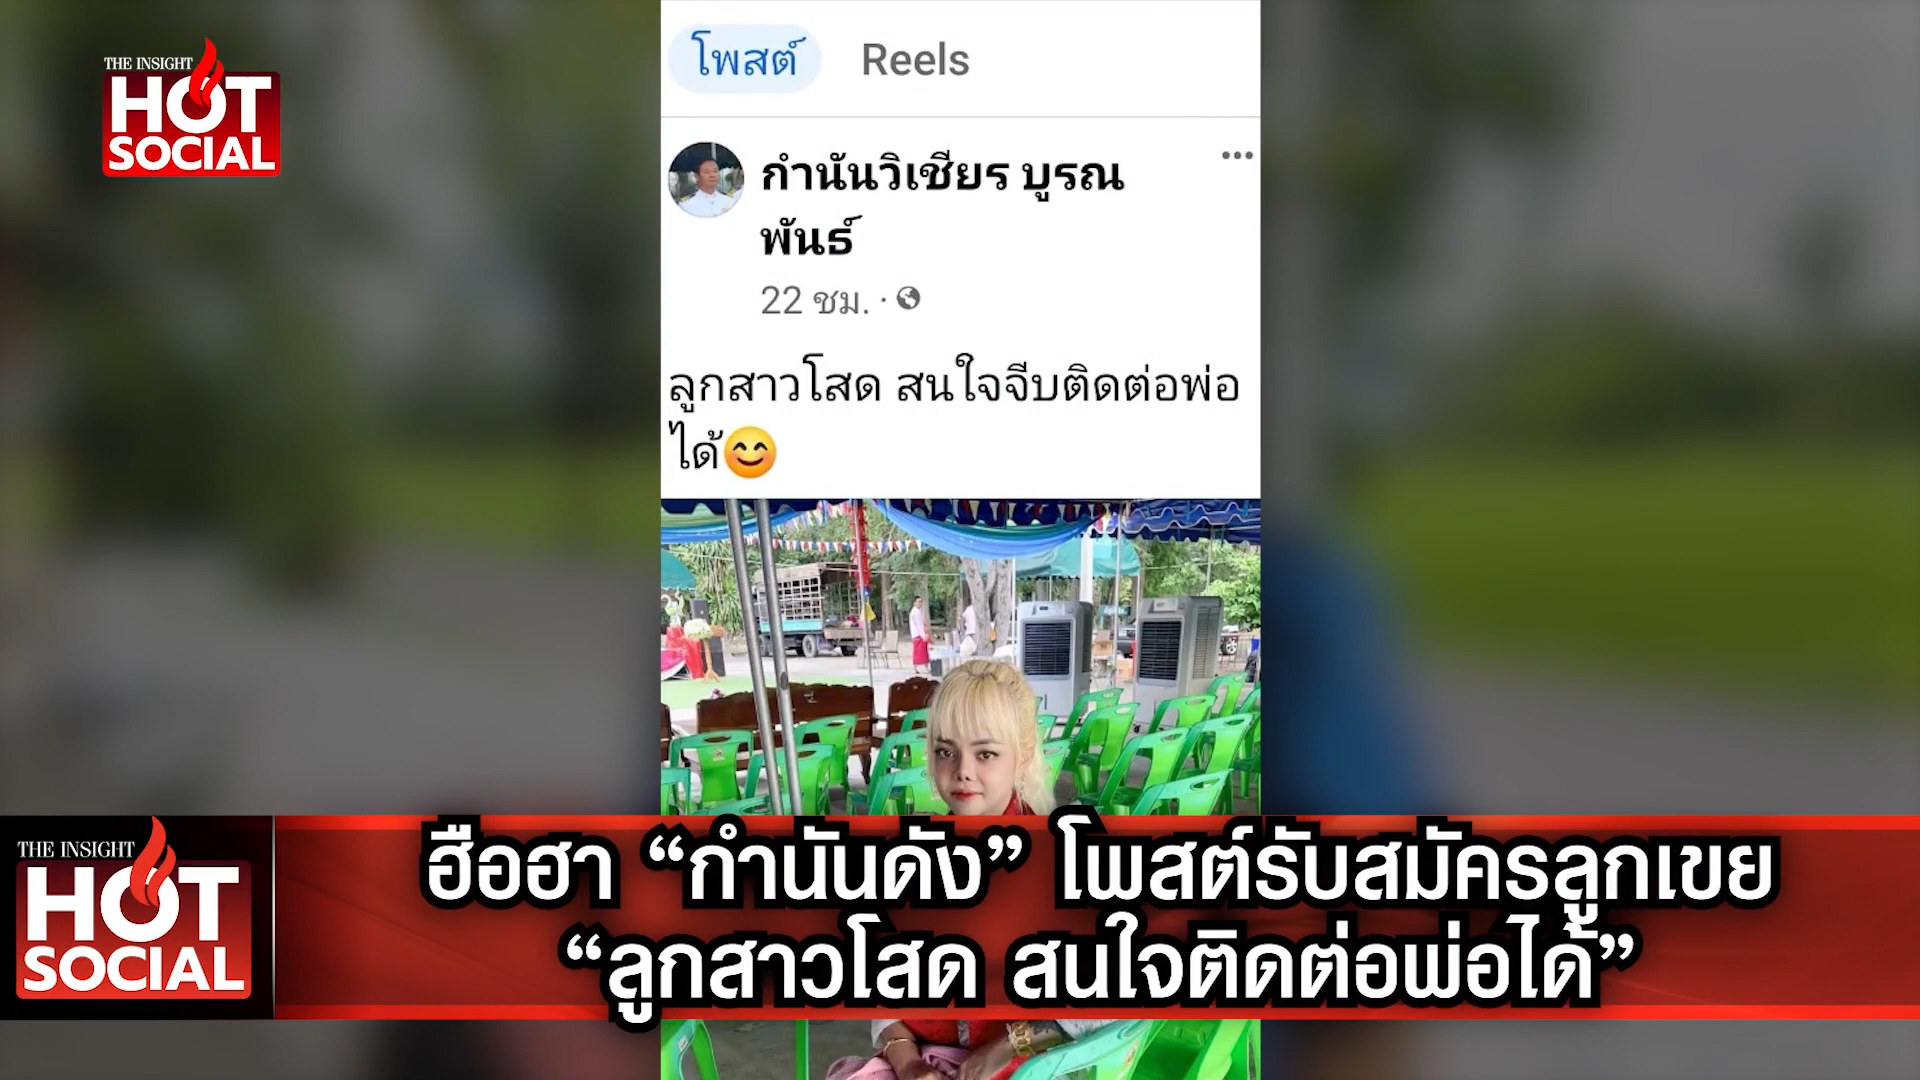 THE INSIGHT
HOT
SOCIAL
โพสต์ Reels
กำนันวิเชียร บูรณ
พันธ์
22 ชม. ·
ลูกสาวโสด สนใจจีบติดต่อพ่อ
ได้😊
THE INSIGHT
HOT
SOCIAL
ฮือฮา “กำนันดัง” โพสต์รับสมัครลูกเขย
“ลูกสาวโสด สนใจติดต่อพ่อได้”